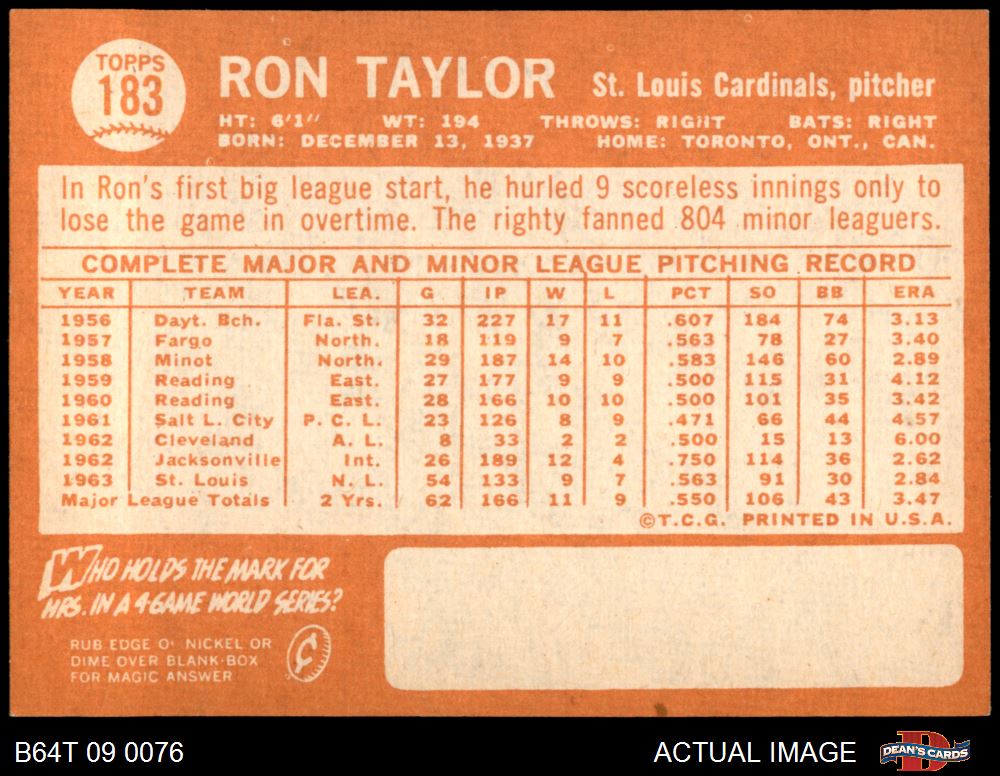 TOPPS
183
RON TAYLOR St. Louis Cardinals, pitcher
HT: 6'1" WT: 194 THROWS: RIGHT BATS: RIGHT
BORN: DECEMBER 13, 1937 HOME: TORONTO, ONT., CAN.
In Ron's first big league start, he hurled 9 scoreless innings only to
lose the game in overtime. The righty fanned 804 minor leaguers.
COMPLETE MAJOR AND MINOR LEAGUE PITCHING RECORD
YEAR TEAM LEA. G IP W L PCT SO BB ERA
1956 Dayt. Bch. Fla. St. 32 227 17 11 .607 184 74 3.13
1957 Fargo North. 18 119 9 7 .563 78 27 3.40
1958 Minot North. 29 187 14 10 .583 146 60 2.89
1959 Reading East. 27 177 9 9 .500 115 31 4.12
1960 Reading East. 28 166 10 10 .500 101 35 3.42
1961 Salt L. City P. C. L. 23 126 8 9 .471 66 44 4.57
1962 Cleveland A. L. 8 33 2 2 .500 15 13 6.00
1962 Jacksonville Int. 26 189 12 4 .750 114 36 2.62
1963 St. Louis N. L. 54 133 9 7 .563 91 30 2.84
Major League Totals 2 Yrs. 62 166 11 9 .550 106 43 3.47
©T.C.G. PRINTED IN U.S.A.
WHO HOLDS THE MARK FOR
HRS. IN A 4-GAME WORLD SERIES?
RUB EDGE O' NICKEL OR
DIME OVER BLANK-BOX
FOR MAGIC ANSWER
B64T 09 0076 ACTUAL IMAGE DEAN'S CARDS